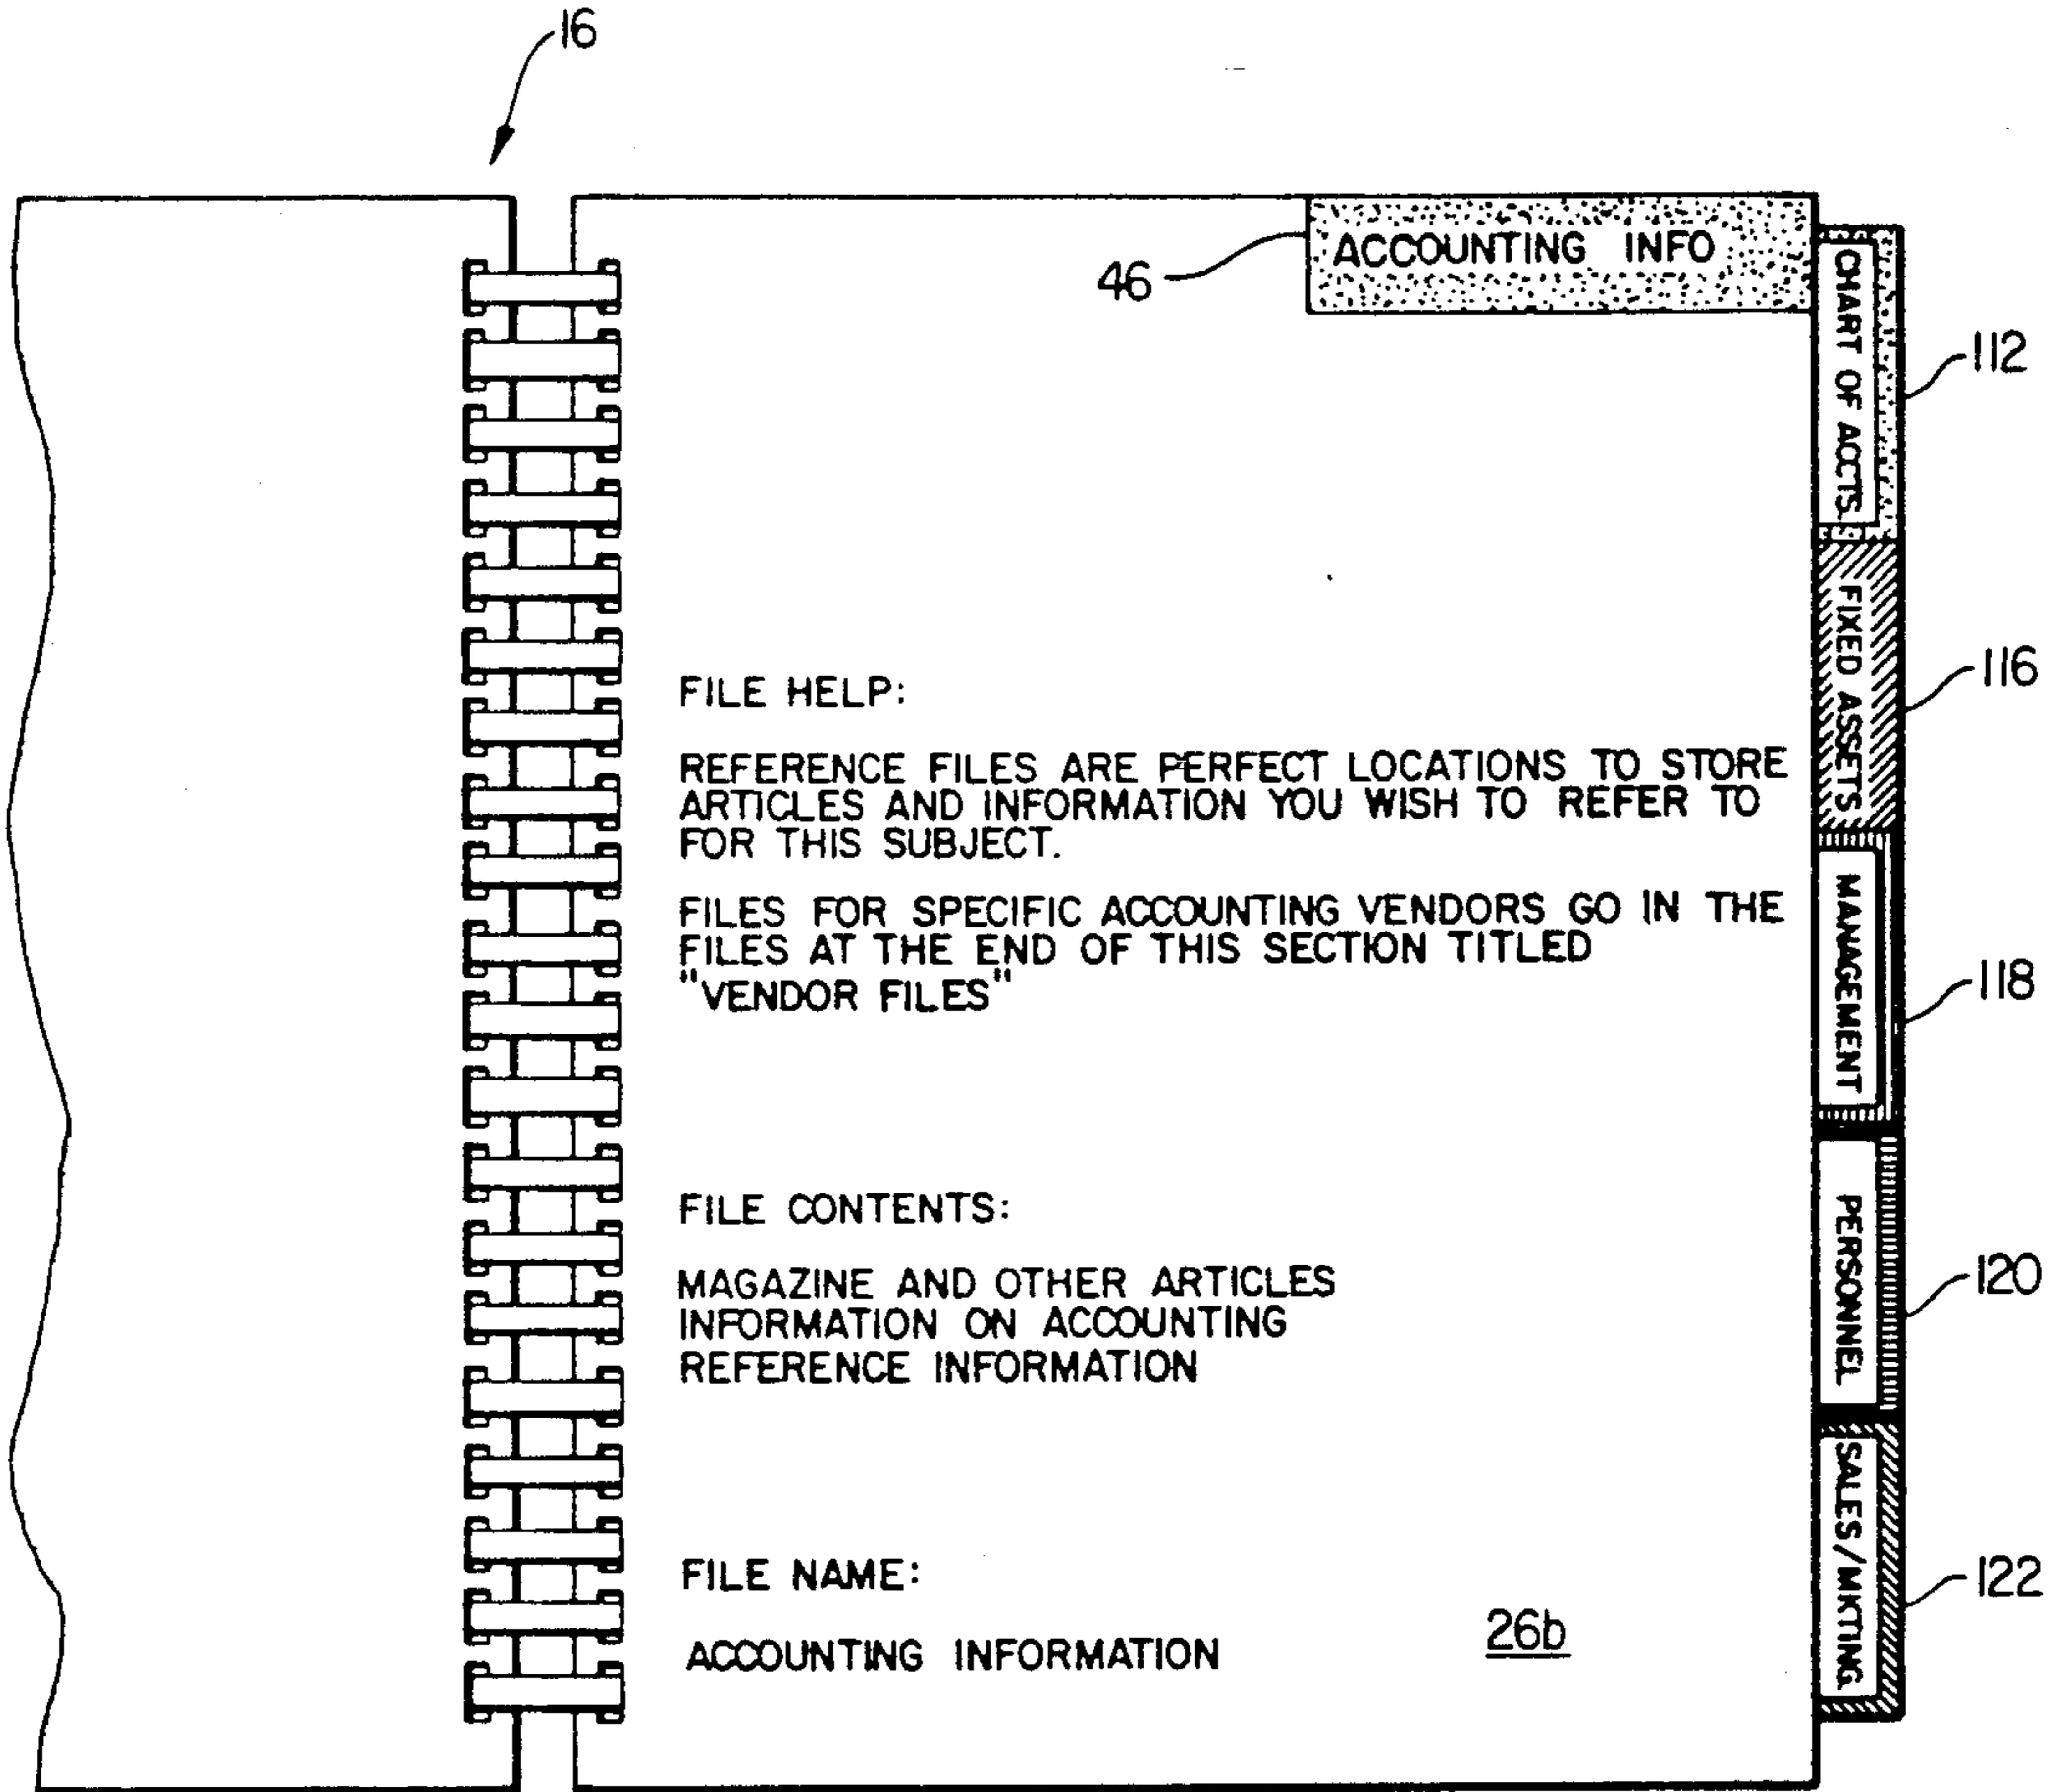 16
46
ACCOUNTING INFO
CHART OF ACCTS.
112
FIXED ASSETS
116
FILE HELP:
REFERENCE FILES ARE PERFECT LOCATIONS TO STORE
ARTICLES AND INFORMATION YOU WISH TO REFER TO
FOR THIS SUBJECT.
FILES FOR SPECIFIC ACCOUNTING VENDORS GO IN THE
FILES AT THE END OF THIS SECTION TITLED
"VENDOR FILES"
MANAGEMENT
118
FILE CONTENTS:
MAGAZINE AND OTHER ARTICLES
INFORMATION ON ACCOUNTING
REFERENCE INFORMATION
PERSONNEL
120
FILE NAME:
ACCOUNTING INFORMATION
26b
SALES/MKTING
122